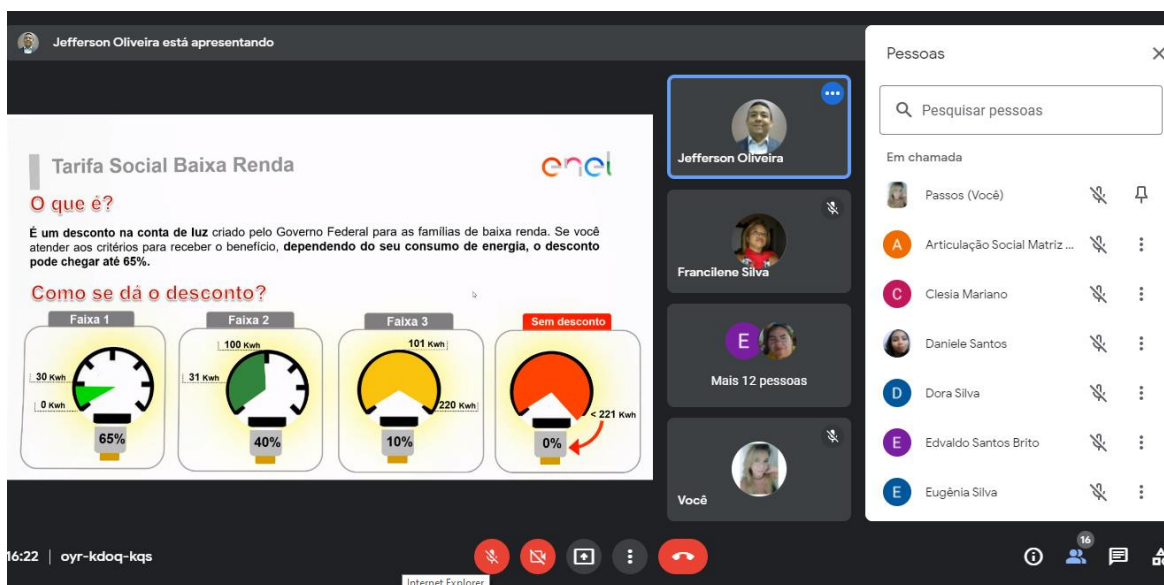 Jefferson Oliveira está apresentando
Tarifa Social Baixa Renda
enel
O que é?
É um desconto na conta de luz criado pelo Governo Federal para as famílias de baixa renda. Se você
atender aos critérios para receber o benefício, dependendo do seu consumo de energia, o desconto
pode chegar até 65%.
Como se dá o desconto?
Faixa 1
30 Kwh
0 Kwh
65%
Faixa 2
100 Kwh
31 Kwh
40%
Faixa 3
101 Kwh
220 Kwh
10%
Sem desconto
< 221 Kwh
0%
Jefferson Oliveira
Francilene Silva
E
Mais 12 pessoas
Você
Pessoas
Pesquisar pessoas
Em chamada
Passos (Você)
A Articulação Social Matriz ...
C Clesia Mariano
Daniele Santos
D Dora Silva
E Edvaldo Santos Brito
E Eugênia Silva
16:22 | oyr-kdoq-kqs
16
Internet Explorer